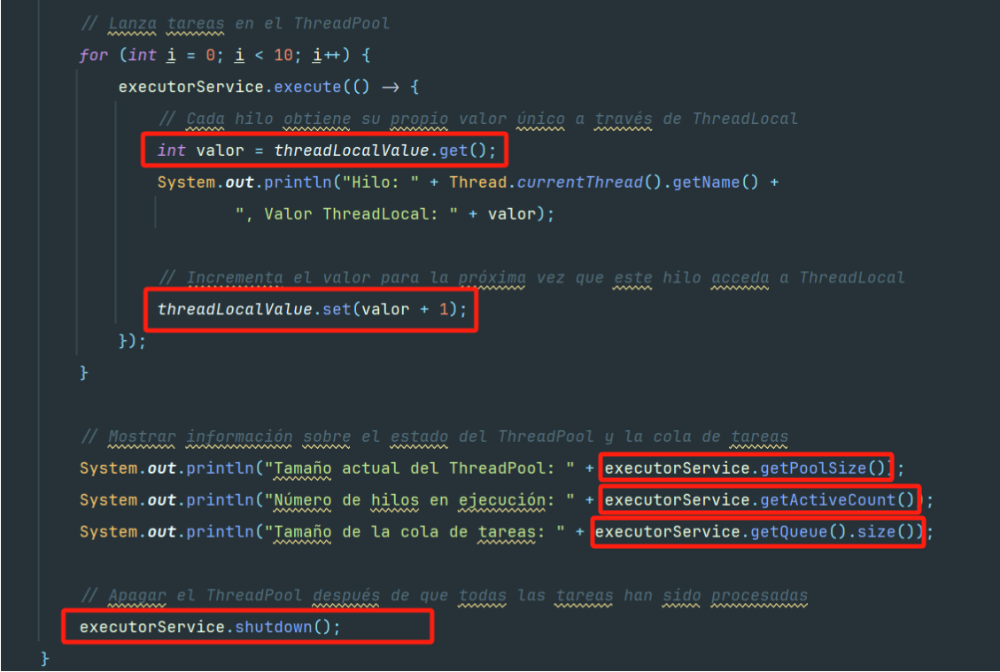 // Lanza tareas en el ThreadPool
for (int i = 0; i < 10; i++) {
executorService.execute(() -> {
// Cada hilo obtiene su propio valor único a través de ThreadLocal
int valor = threadLocalValue.get();
System.out.println("Hilo: " + Thread.currentThread().getName() +
", Valor ThreadLocal: " + valor);
// Incrementa el valor para la próxima vez que este hilo acceda a ThreadLocal
threadLocalValue.set(valor + 1);
});
}
// Mostrar información sobre el estado del ThreadPool y la cola de tareas
System.out.println("Tamaño actual del ThreadPool: " + executorService.getPoolSize());
System.out.println("Número de hilos en ejecución: " + executorService.getActiveCount());
System.out.println("Tamaño de la cola de tareas: " + executorService.getQueue().size());
// Apagar el ThreadPool después de que todas las tareas han sido procesadas
executorService.shutdown();
}